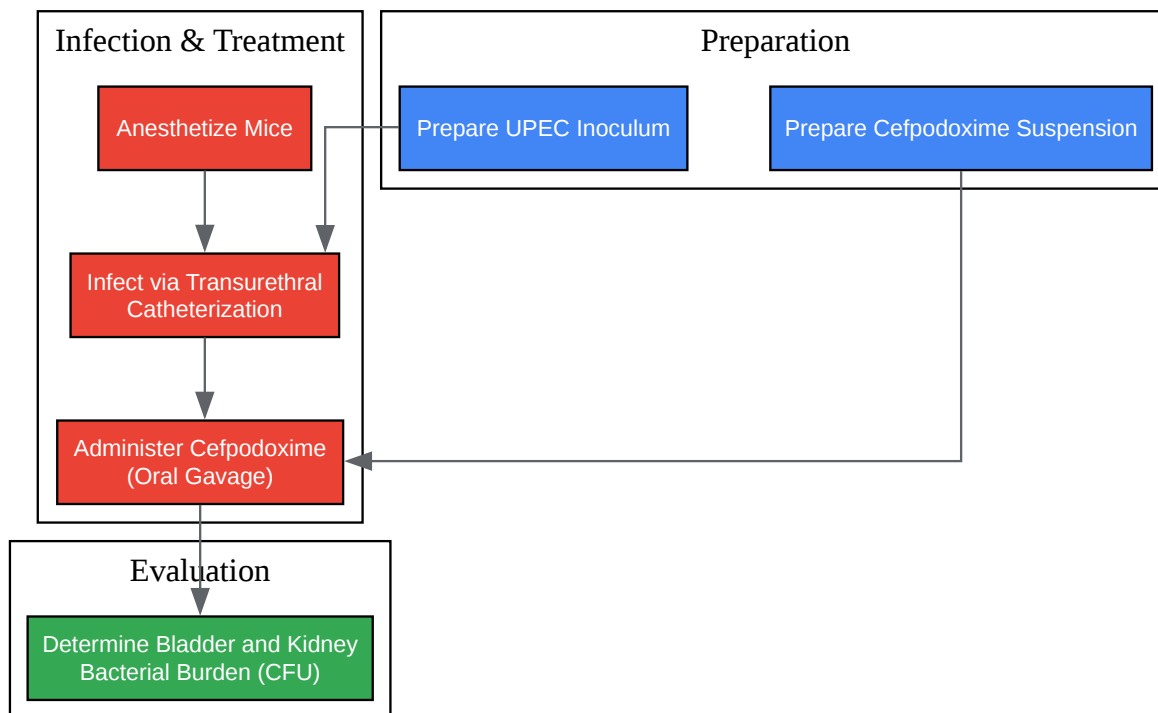 Infection & Treatment
Preparation
Anesthetize Mice
Prepare UPEC Inoculum
Prepare Cefpodoxime Suspension
Infect via Transurethral
Catheterization
Administer Cefpodoxime
(Oral Gavage)
Evaluation
Determine Bladder and Kidney
Bacterial Burden (CFU)